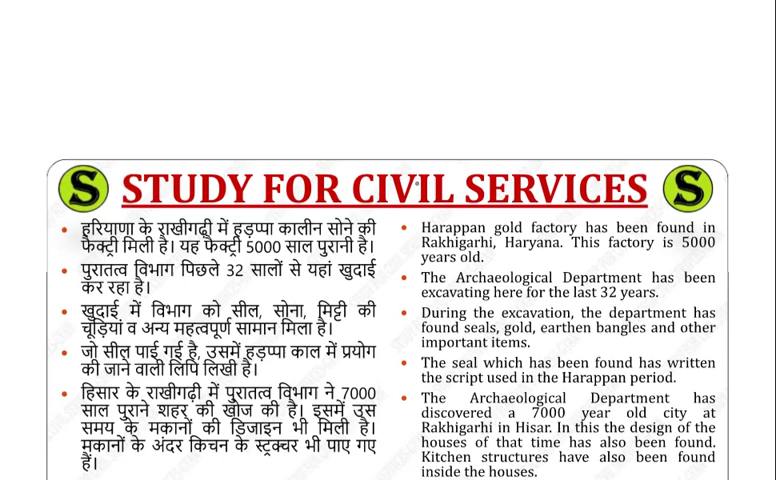 S STUDY FOR CIVIL SERVICES S
हरियाणा के राखीगढ़ी में हड़प्पा कालीन सोने की
फैक्ट्री मिली है। यह फैक्ट्री 5000 साल पुरानी है।
पुरातत्व विभाग पिछले 32 सालों से यहां खुदाई
कर रहा है।
खुदाई में विभाग को सील, सोना, मिट्टी की
चूड़ियां व अन्य महत्वपूर्ण सामान मिला है।
जो सील पाई गई है, उसमें हड़प्पा काल में प्रयोग
की जाने वाली लिपि लिखी है।
हिसार के राखीगढ़ी में पुरातत्व विभाग ने 7000
साल पुराने शहर की खोज की है। इसमें उस
समय के मकानों की डिजाइन भी मिली है।
मकानों के अंदर किचन के स्ट्रक्चर भी पाए गए
हैं।
Harappan gold factory has been found in
Rakhigarhi, Haryana. This factory is 5000
years old.
The Archaeological Department has been
excavating here for the last 32 years.
During the excavation, the department has
found seals, gold, earthen bangles and other
important items.
The seal which has been found has written
the script used in the Harappan period.
The Archaeological Department has
discovered a 7000 year old city at
Rakhigarhi in Hisar. In this the design of the
houses of that time has also been found.
Kitchen structures have also been found
inside the houses.